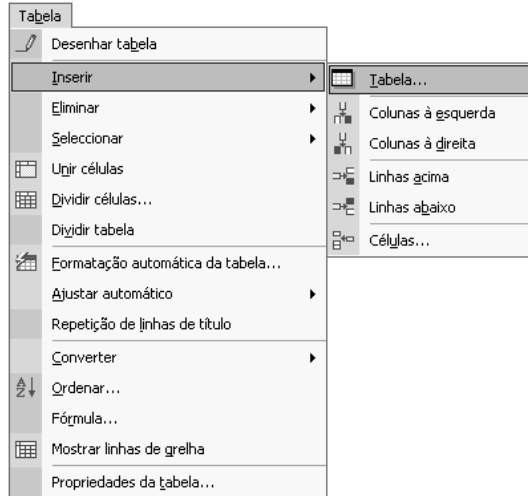 Tabela
Desenhar tabela
Inserir
Eliminar
Seleccionar
Unir células
Dividir células...
Dividir tabela
Formatação automática da tabela...
Ajustar automático
Repetição de linhas de título
Converter
Ordenar...
Fórmula...
Mostrar linhas de grelha
Propriedades da tabela...
Tabela...
Colunas à esquerda
Colunas à direita
Linhas acima
Linhas abaixo
Células...